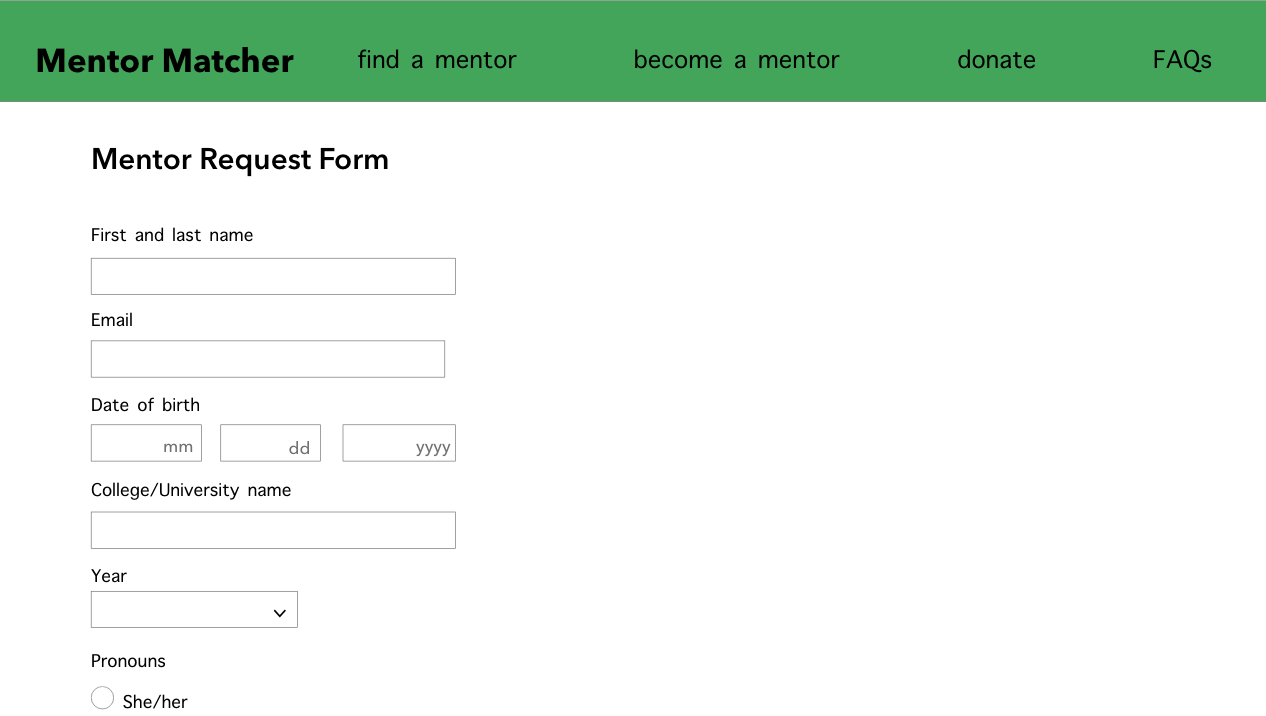 Mentor Matcher find a mentor become a mentor donate FAQs
Mentor Request Form
First and last name
Email
Date of birth
mm dd yyyy
College/University name
Year
Pronouns
She/her